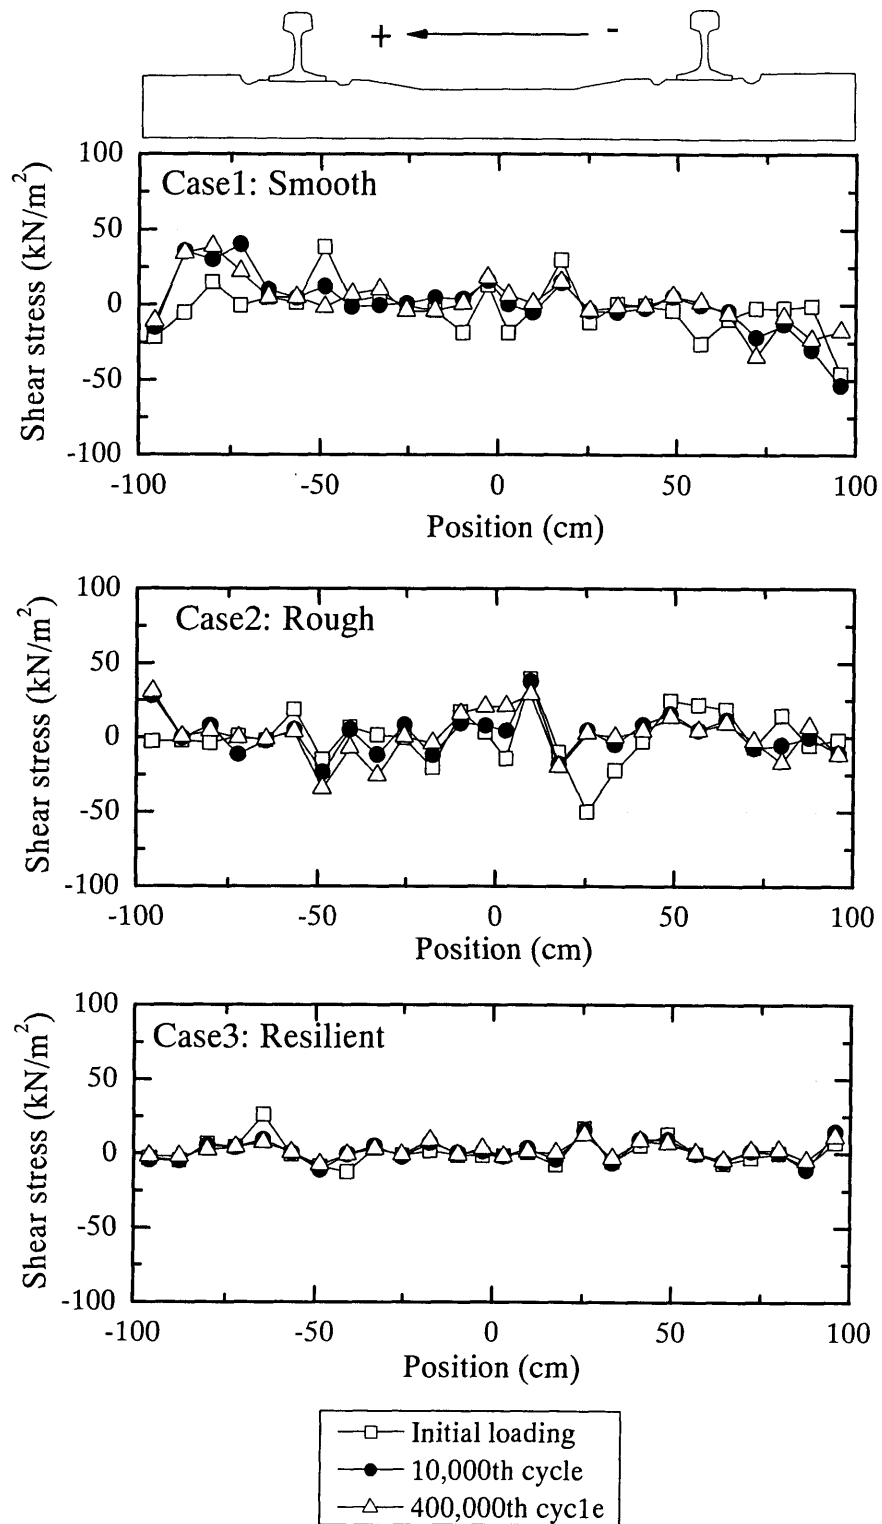 + -
100
50
0
-50
-100
Shear stress (kN/m²)
Case1: Smooth
-100 -50 0 50 100
Position (cm)
100
50
0
-50
-100
Shear stress (kN/m²)
Case2: Rough
-100 -50 0 50 100
Position (cm)
100
50
0
-50
-100
Shear stress (kN/m²)
Case3: Resilient
-100 -50 0 50 100
Position (cm)
Initial loading
10,000th cycle
400,000th cycle